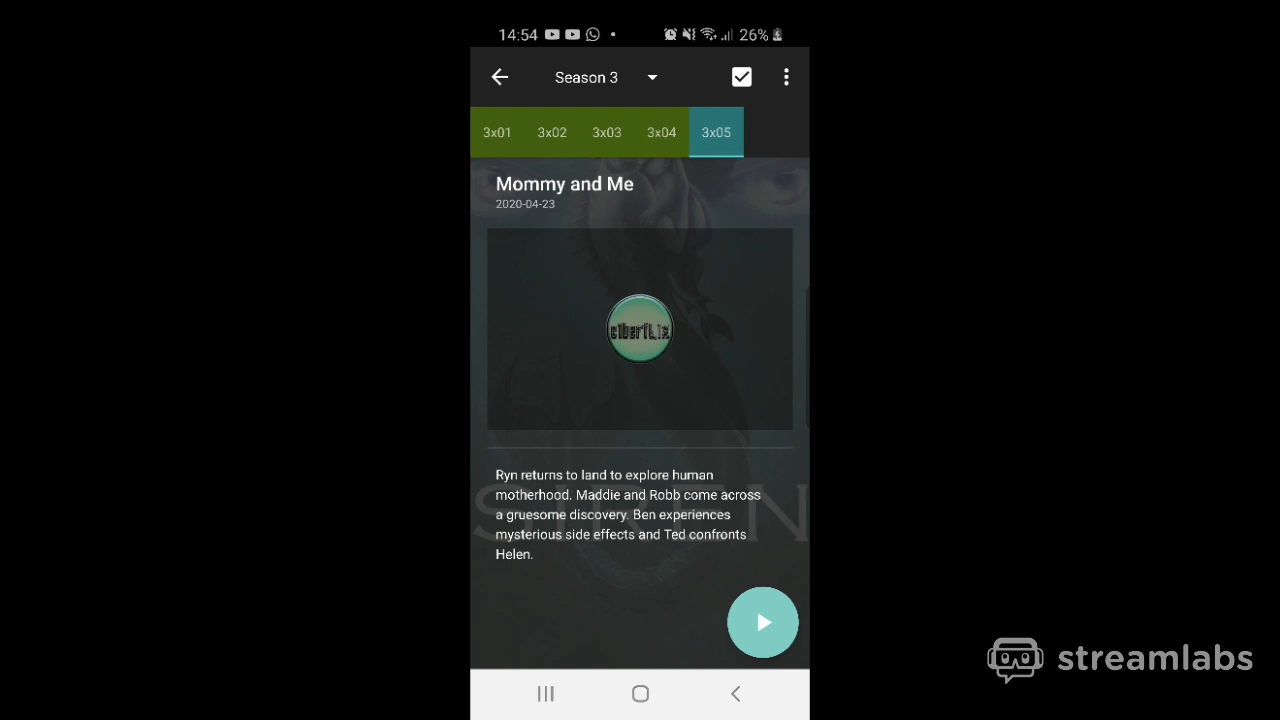 14:54 26%
Season 3
3x01 3x02 3x03 3x04 3x05
Mommy and Me
2020-04-23
Ryn returns to land to explore human
motherhood. Maddie and Robb come across
a gruesome discovery. Ben experiences
mysterious side effects and Ted confronts
Helen.
SIREN
streamlabs